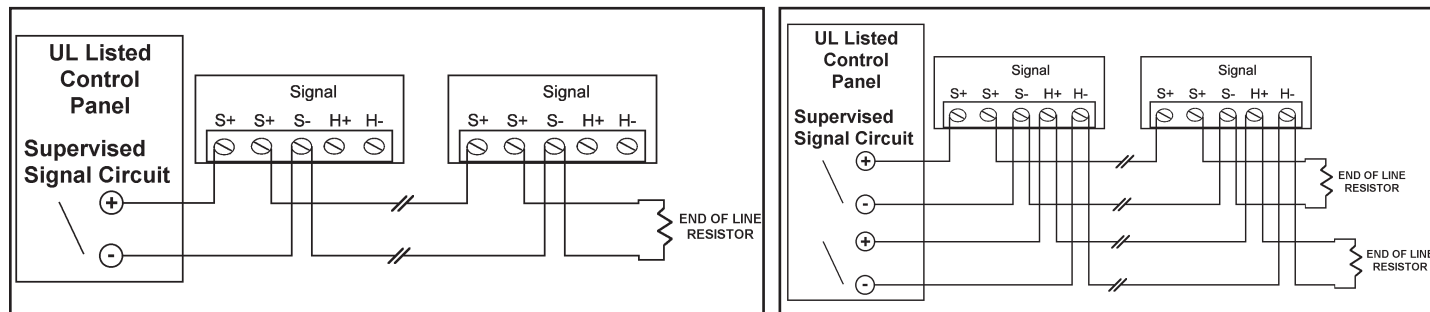 UL Listed
Control
Panel
Supervised
Signal Circuit
+
-
Signal
S+ S+ S- H+ H-
Signal
S+ S+ S- H+ H-
END OF LINE
RESISTOR
UL Listed
Control
Panel
Supervised
Signal Circuit
+
-
+
-
Signal
S+ S+ S- H+ H-
Signal
S+ S+ S- H+ H-
END OF LINE
RESISTOR
END OF LINE
RESISTOR